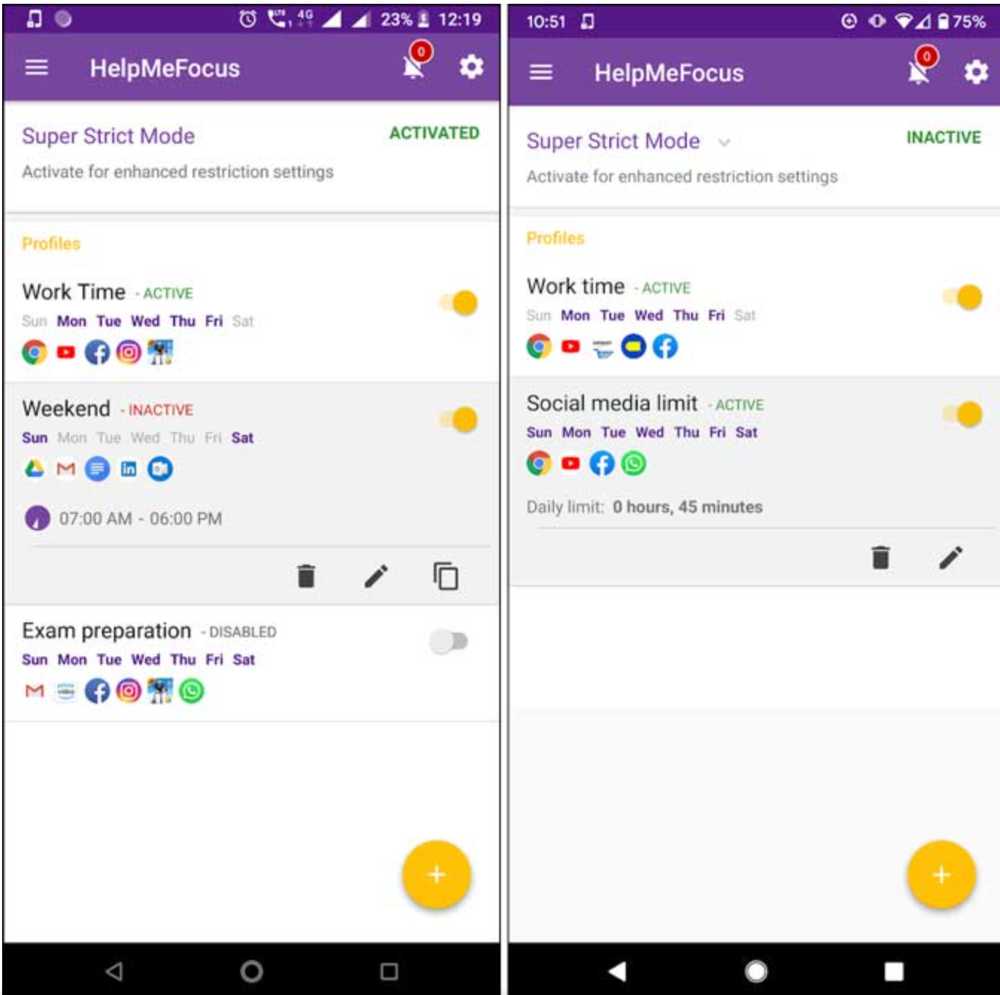 4G 23% 12:19
HelpMeFocus
0
Super Strict Mode ACTIVATED
Activate for enhanced restriction settings
Profiles
Work Time - ACTIVE
Sun Mon Tue Wed Thu Fri Sat
Weekend - INACTIVE
Sun Mon Tue Wed Thu Fri Sat
07:00 AM - 06:00 PM
Exam preparation - DISABLED
Sun Mon Tue Wed Thu Fri Sat
+
10:51 75%
HelpMeFocus
0
Super Strict Mode INACTIVE
Activate for enhanced restriction settings
Profiles
Work time - ACTIVE
Sun Mon Tue Wed Thu Fri Sat
Social media limit - ACTIVE
Sun Mon Tue Wed Thu Fri Sat
Daily limit: 0 hours, 45 minutes
+